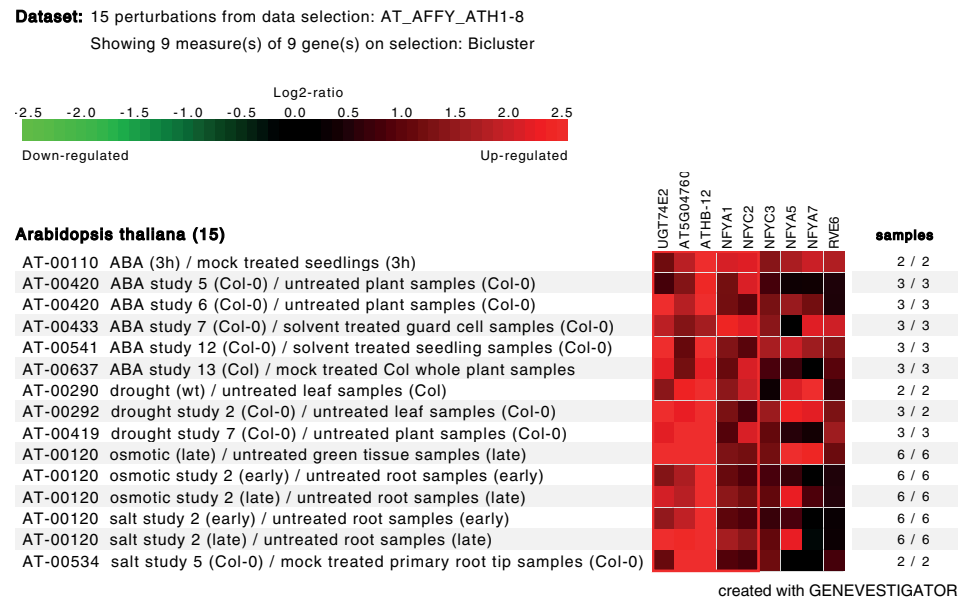 Dataset: 15 perturbations from data selection: AT_AFFY_ATH1-8
Showing 9 measure(s) of 9 gene(s) on selection: Bicluster
Log2-ratio
-2.5 -2.0 -1.5 -1.0 -0.5 0.0 0.5 1.0 1.5 2.0 2.5
Down-regulated Up-regulated
UGT74E2 AT5G04760 ATHB-12 NFYA1 NFYC2 NFYC3 NFYA5 NFYA7 RVE6
Arabidopsis thaliana (15) samples
AT-00110 ABA (3h) / mock treated seedlings (3h) 2 / 2
AT-00420 ABA study 5 (Col-0) / untreated plant samples (Col-0) 3 / 3
AT-00420 ABA study 6 (Col-0) / untreated plant samples (Col-0) 3 / 3
AT-00433 ABA study 7 (Col-0) / solvent treated guard cell samples (Col-0) 3 / 3
AT-00541 ABA study 12 (Col-0) / solvent treated seedling samples (Col-0) 3 / 3
AT-00637 ABA study 13 (Col) / mock treated Col whole plant samples 3 / 3
AT-00290 drought (wt) / untreated leaf samples (Col) 2 / 2
AT-00292 drought study 2 (Col-0) / untreated leaf samples (Col-0) 3 / 2
AT-00419 drought study 7 (Col-0) / untreated plant samples (Col-0) 3 / 3
AT-00120 osmotic (late) / untreated green tissue samples (late) 6 / 6
AT-00120 osmotic study 2 (early) / untreated root samples (early) 6 / 6
AT-00120 osmotic study 2 (late) / untreated root samples (late) 6 / 6
AT-00120 salt study 2 (early) / untreated root samples (early) 6 / 6
AT-00120 salt study 2 (late) / untreated root samples (late) 6 / 6
AT-00534 salt study 5 (Col-0) / mock treated primary root tip samples (Col-0) 2 / 2
created with GENEVESTIGATOR